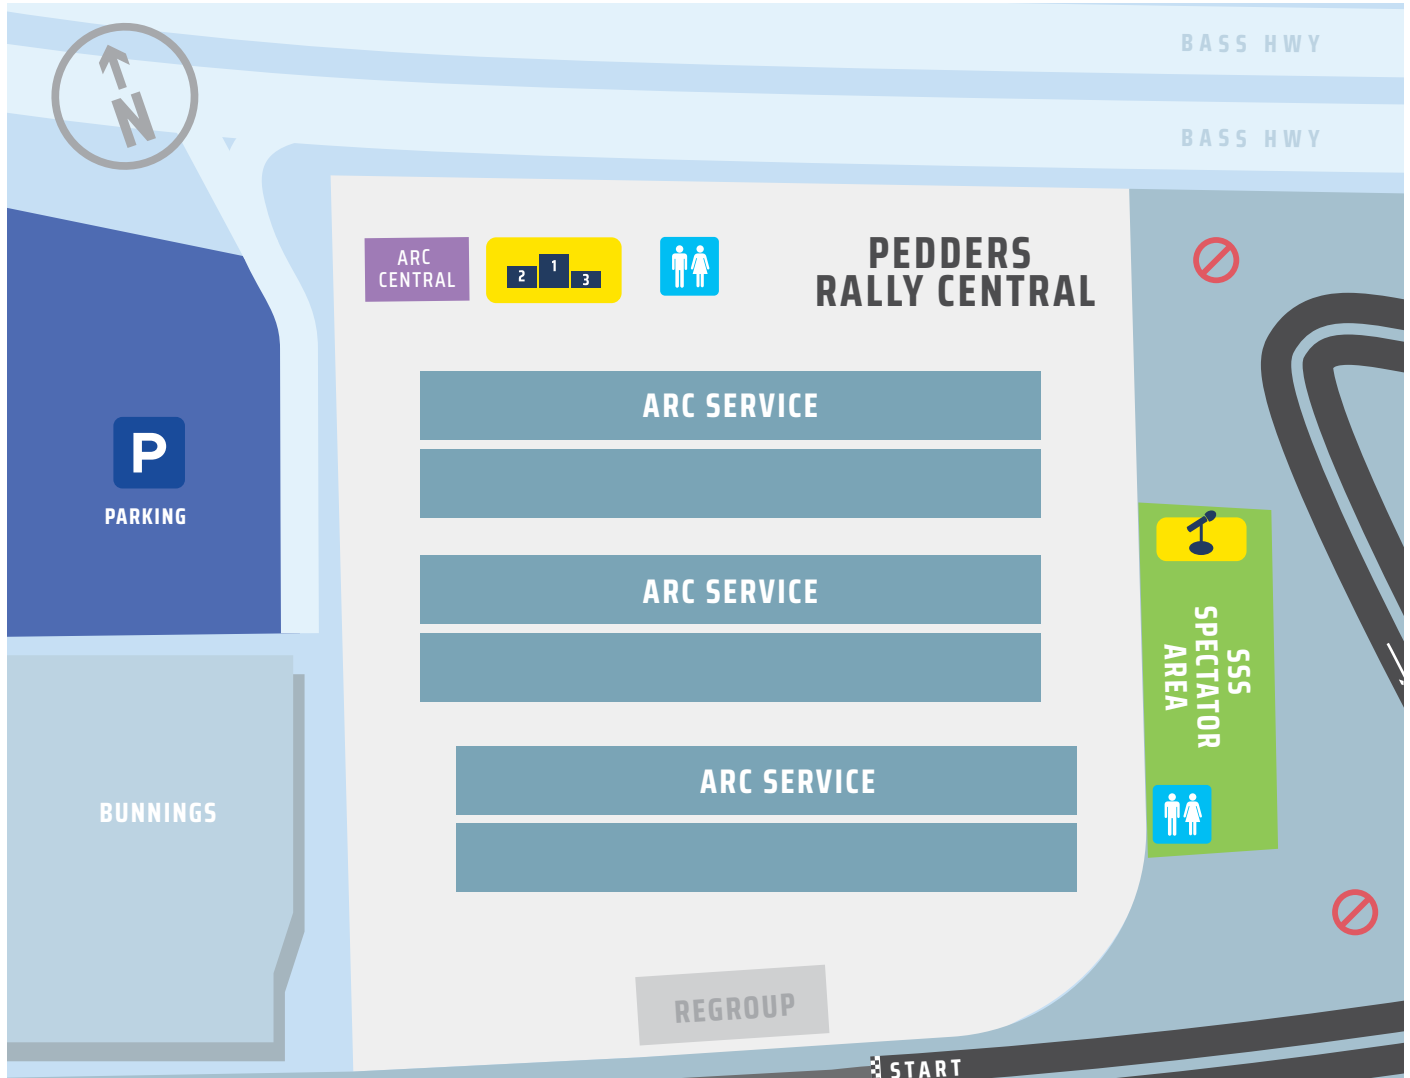 BASS HWY
BASS HWY
N
ARC
CENTRAL
2
1
3
PEDDERS
RALLY CENTRAL
ARC SERVICE
P
PARKING
ARC SERVICE
SSS
SPECTATOR
AREA
ARC SERVICE
BUNNINGS
REGROUP
START